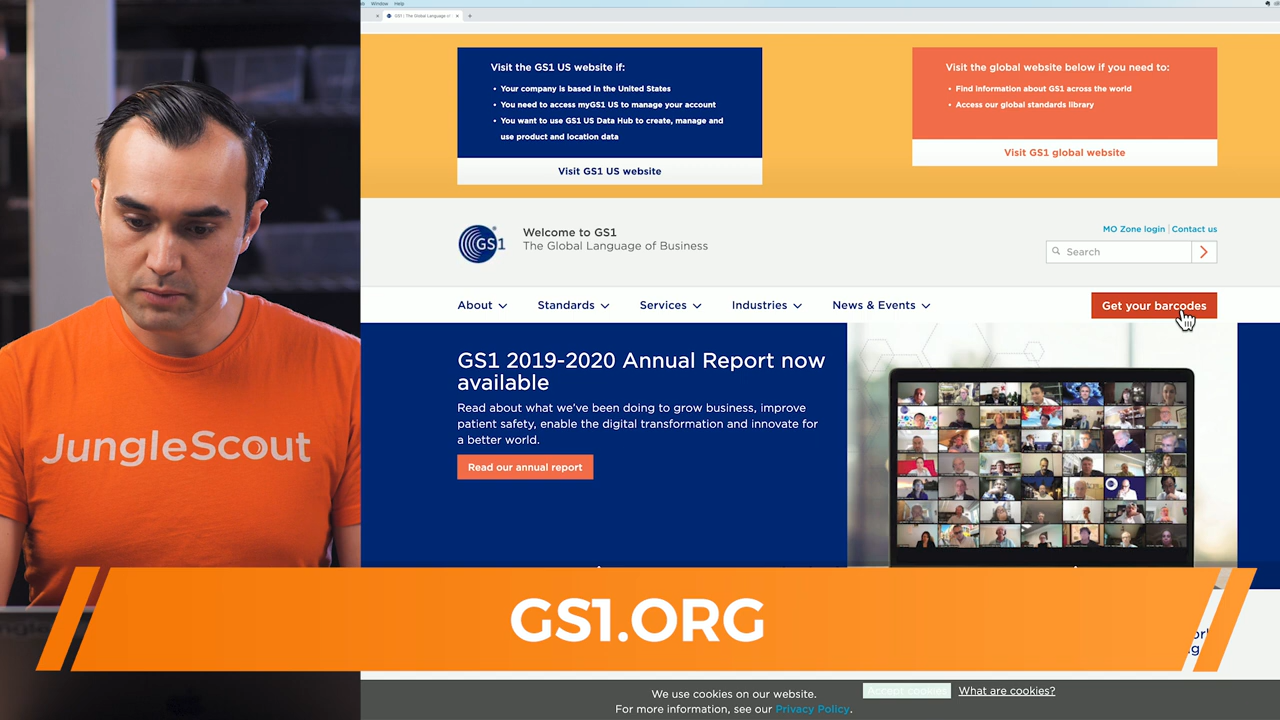 Window Help
GS1 | The Global Language of
Visit the GS1 US website if:
• Your company is based in the United States
• You need to access myGS1 US to manage your account
• You want to use GS1 US Data Hub to create, manage and
use product and location data
Visit GS1 US website
Visit the global website below if you need to:
• Find information about GS1 across the world
• Access our global standards library
Visit GS1 global website
GS1
Welcome to GS1
The Global Language of Business
MO Zone login | Contact us
Search
About
Standards
Services
Industries
News & Events
Get your barcodes
GS1 2019-2020 Annual Report now
available
Read about what we've been doing to grow business, improve
patient safety, enable the digital transformation and innovate for
a better world.
Read our annual report
JungleScout
GS1.ORG
We use cookies on our website.
For more information, see our Privacy Policy.
Accept cookies
What are cookies?